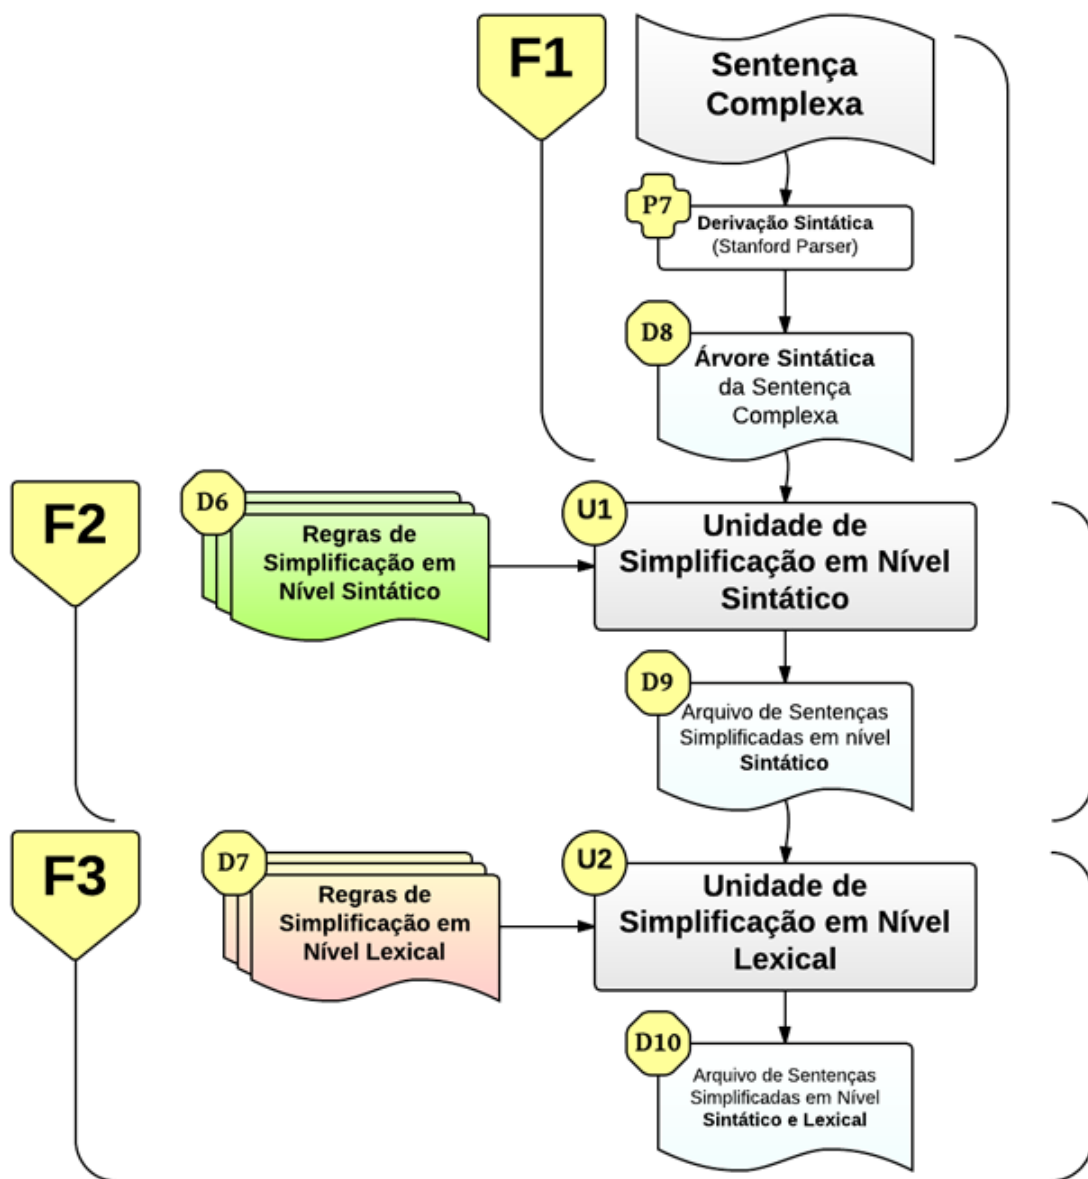 F1
Sentença
Complexa
P7
Derivação Sintática
(Stanford Parser)
D8
Árvore Sintática
da Sentença
Complexa
F2
D6
Regras de
Simplificação em
Nível Sintático
U1
Unidade de
Simplificação em Nível
Sintático
D9
Arquivo de Sentenças
Simplificadas em nível
Sintático
F3
D7
Regras de
Simplificação em
Nível Lexical
U2
Unidade de
Simplificação em Nível
Lexical
D10
Arquivo de Sentenças
Simplificadas em Nível
Sintático e Lexical